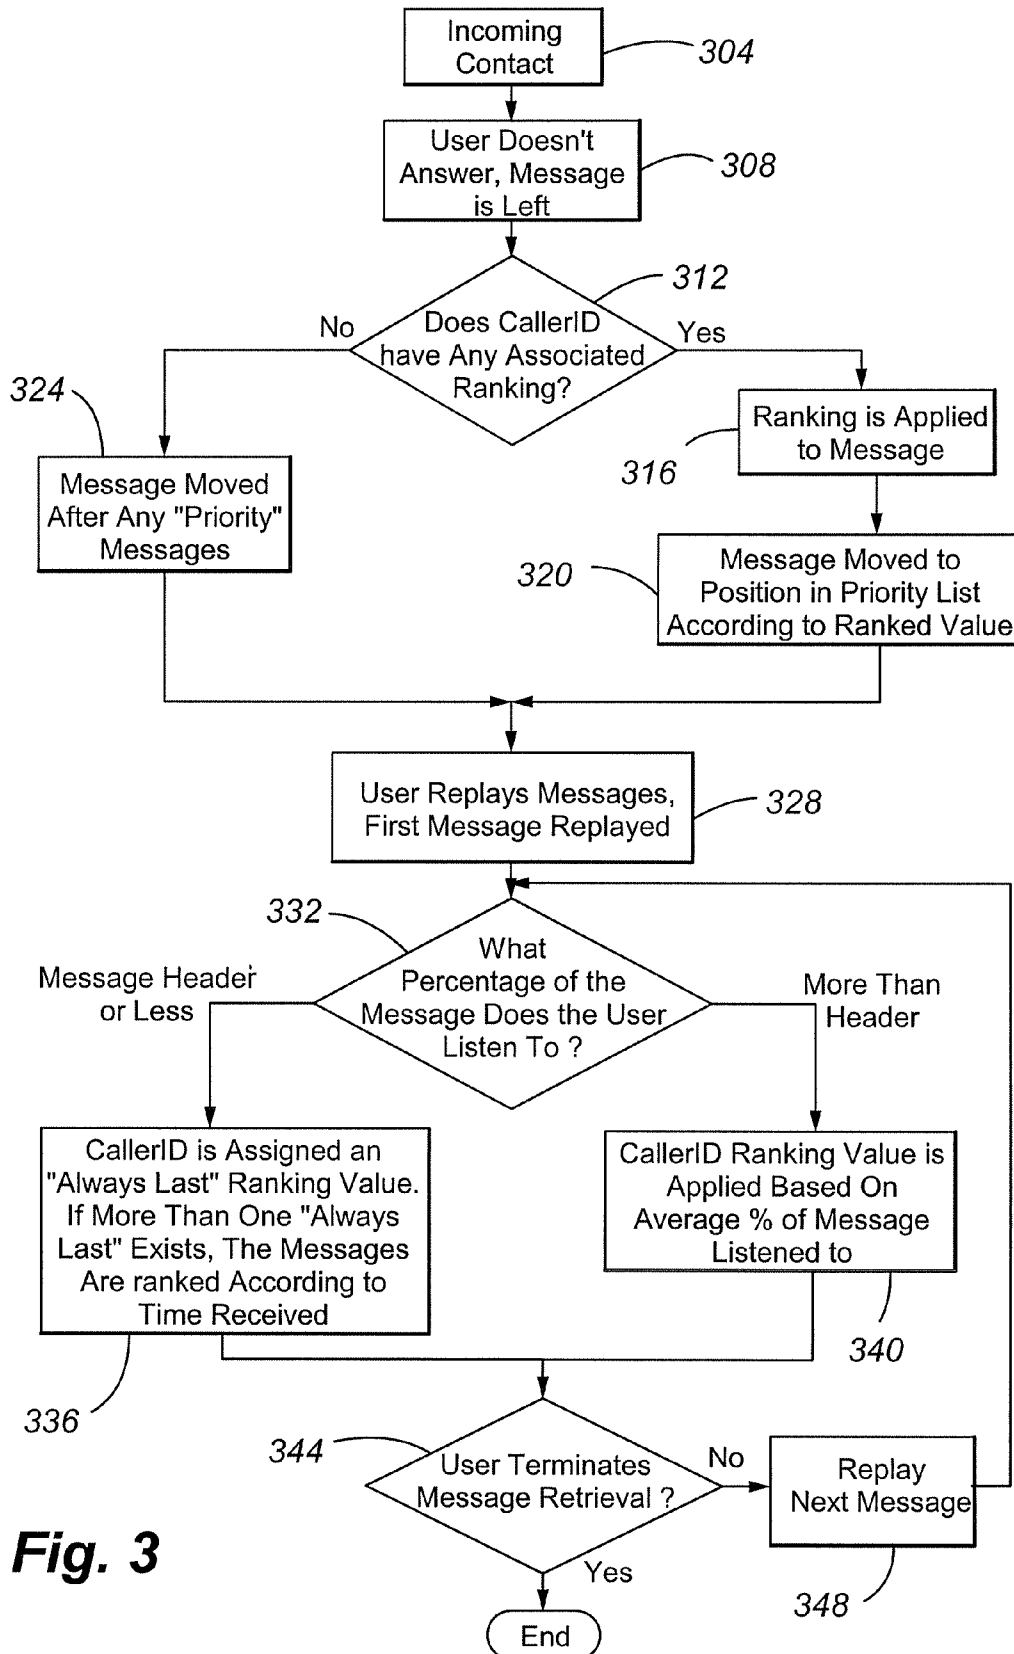 Incoming
Contact
304
User Doesn't
Answer, Message
is Left
308
312
Does CallerID
have Any Associated
Ranking?
No
Yes
324
Message Moved
After Any "Priority"
Messages
Ranking is Applied
to Message
316
Message Moved to
Position in Priority List
According to Ranked Value
320
User Replays Messages,
First Message Replayed
328
332
What
Percentage of the
Message Does the User
Listen To ?
Message Header
or Less
More Than
Header
CallerID is Assigned an
"Always Last" Ranking Value.
If More Than One "Always
Last" Exists, The Messages
Are ranked According to
Time Received
336
CallerID Ranking Value is
Applied Based On
Average % of Message
Listened to
340
344
User Terminates
Message Retrieval ?
No
Replay
Next Message
348
Yes
End
Fig. 3